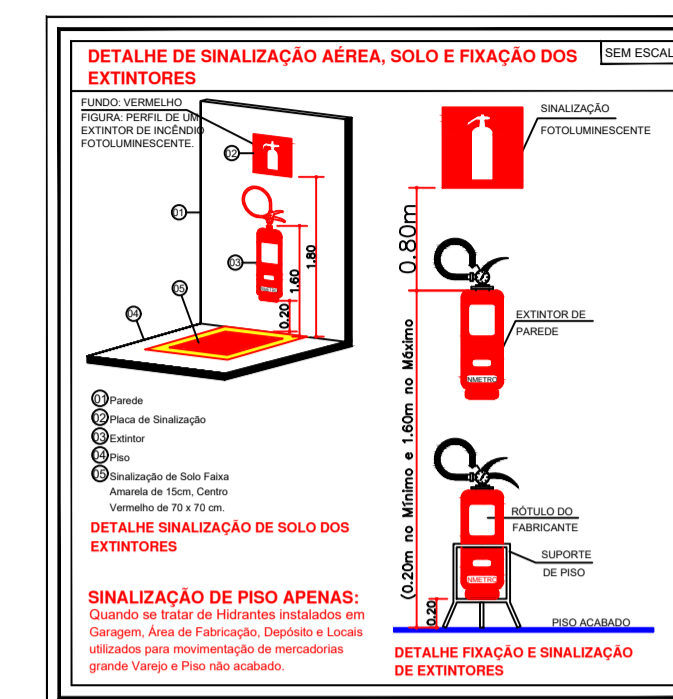 DETALHE DE SINALIZAÇÃO AÉREA, SOLO E FIXAÇÃO DOS
EXTINTORES
SEM ESCAL
FUNDO: VERMELHO
FIGURA: PERFIL DE UM
EXTINTOR DE INCÊNDIO
FOTOLUMINESCENTE.
02
01
03
05
04
NMETRO
0.20
1.60
1.80
01 Parede
02 Placa de Sinalização
03 Extintor
04 Piso
05 Sinalização de Solo Faixa
Amarela de 15cm, Centro
Vermelho de 70 x 70 cm.
DETALHE SINALIZAÇÃO DE SOLO DOS
EXTINTORES
SINALIZAÇÃO DE PISO APENAS:
Quando se tratar de Hidrantes instalados em
Garagem, Área de Fabricação, Depósito e Locais
utilizados para movimentação de mercadorias
grande Varejo e Piso não acabado.
SINALIZAÇÃO
FOTOLUMINESCENTE
0.80m
EXTINTOR DE
PAREDE
NMETRO
(0.20m no Mínimo e 1.60m no Máximo
RÓTULO DO
FABRICANTE
SUPORTE
DE PISO
NMETRO
0.20
PISO ACABADO
DETALHE FIXAÇÃO E SINALIZAÇÃO
DE EXTINTORES